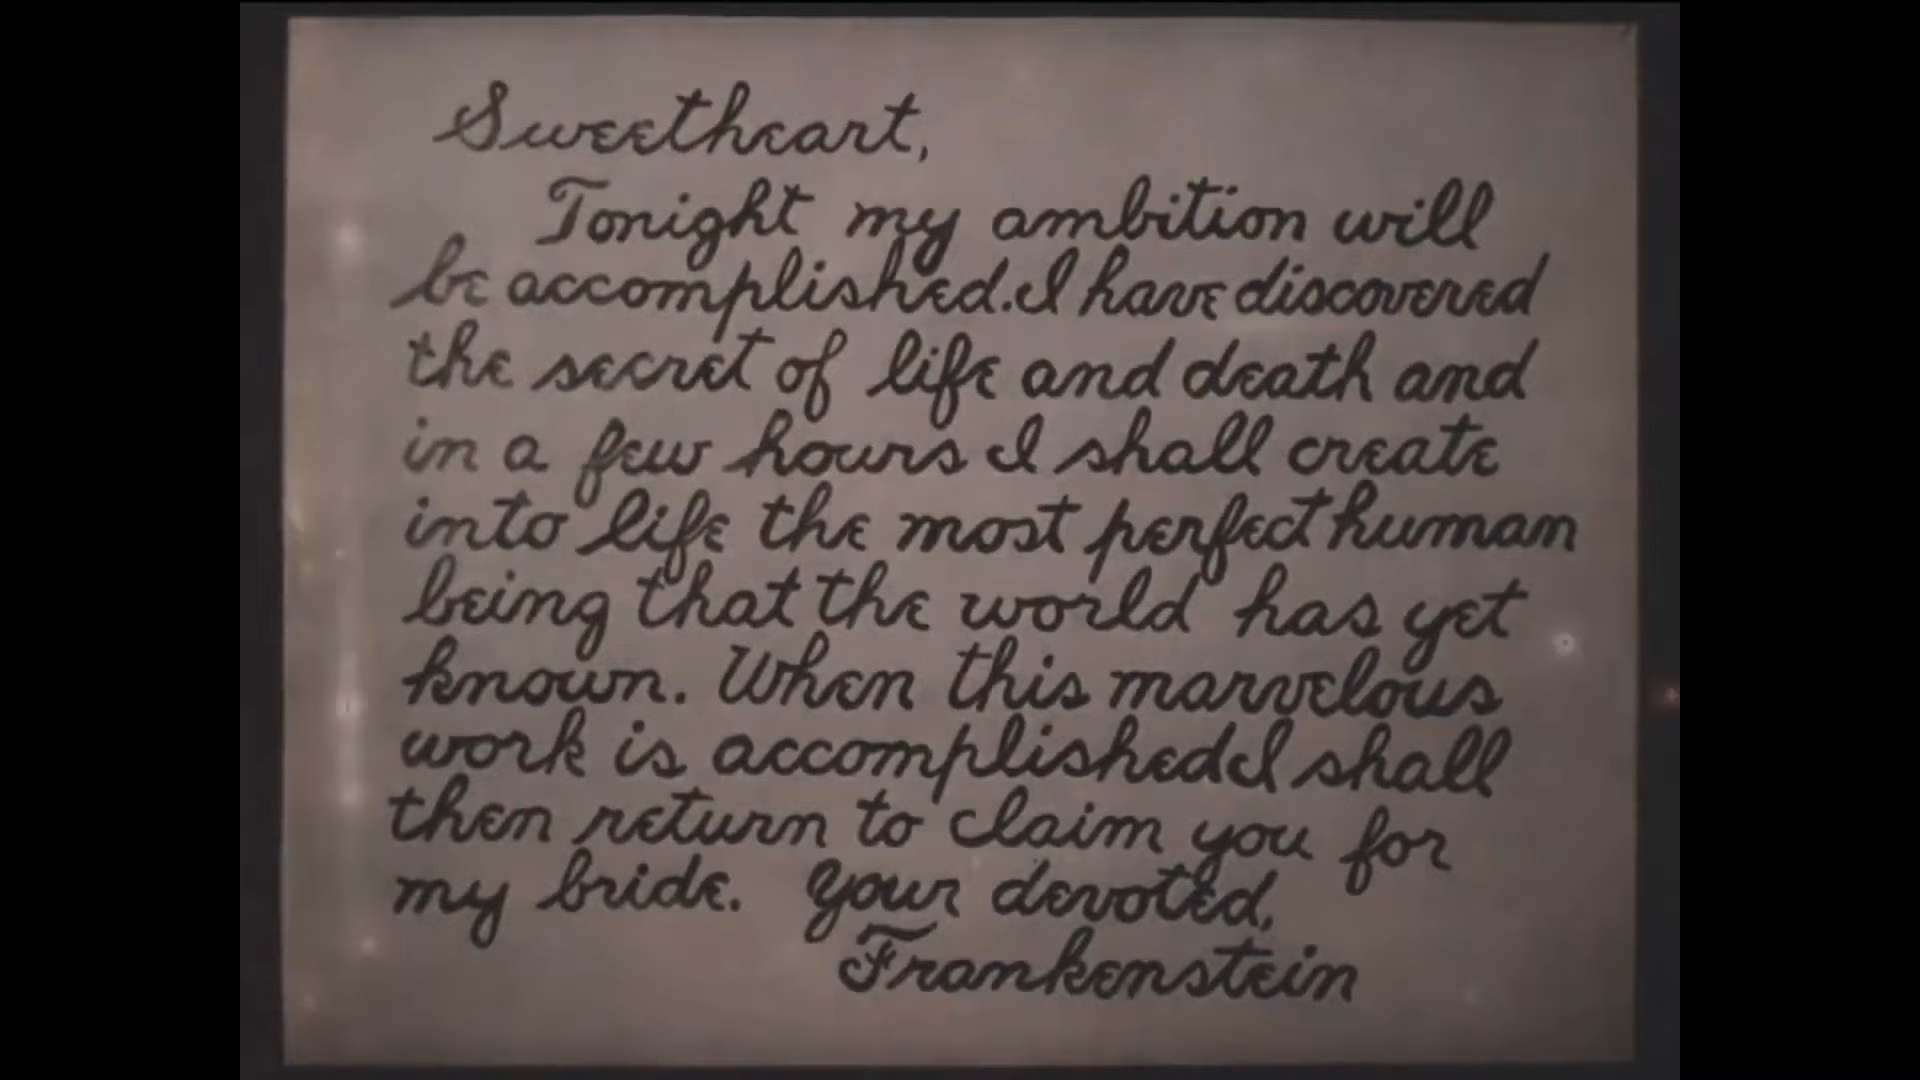 Sweetheart,
Tonight my ambition will
be accomplished. I have discovered
the secret of life and death and
in a few hours I shall create
into life the most perfect human
being that the world has yet
known. When this marvelous
work is accomplished I shall
then return to claim you for
my bride. Your devoted,
Frankenstein